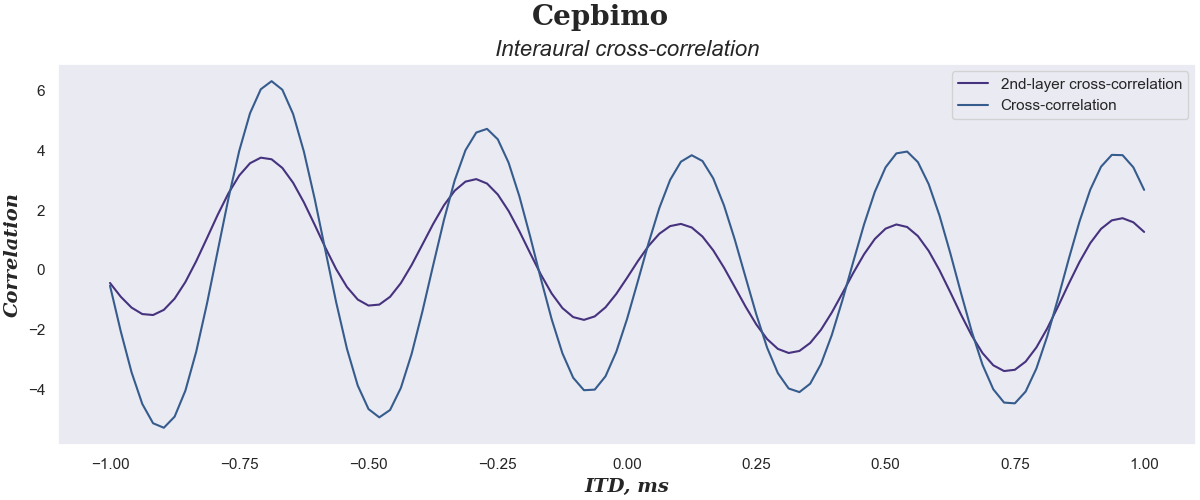 Cepbimo
Interaural cross-correlation
2nd-layer cross-correlation
Cross-correlation
Correlation
6
4
2
0
−2
−4
−1.00 −0.75 −0.50 −0.25 0.00 0.25 0.50 0.75 1.00
ITD, ms